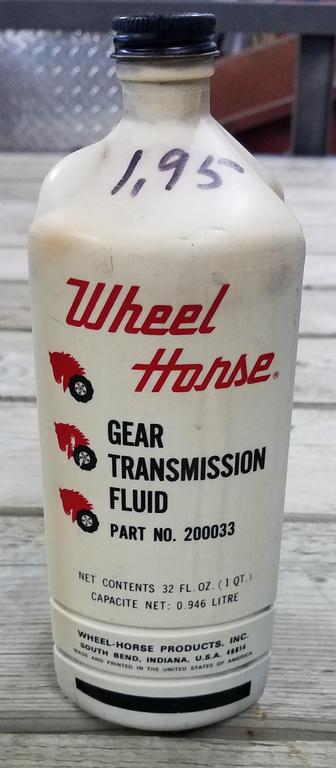 1,95
Wheel
Horse®
GEAR
TRANSMISSION
FLUID
PART NO. 200033
NET CONTENTS 32 FL. OZ. (1 QT.)
CAPACITE NET: 0.946 LITRE
WHEEL-HORSE PRODUCTS, INC.
SOUTH BEND, INDIANA, U.S.A. 46614
MADE AND PRINTED IN THE UNITED STATES OF AMERICA